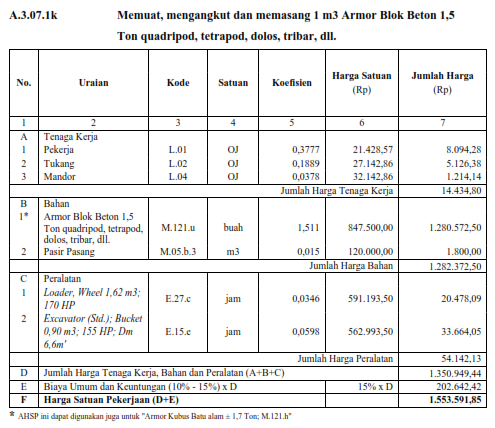 A.3.07.1k Memuat, mengangkut dan memasang 1 m3 Armor Blok Beton 1,5
Ton quadripod, tetrapod, dolos, tribar, dll.
No. Uraian Kode Satuan Koefisien Harga Satuan (Rp) Jumlah Harga (Rp)
1 2 3 4 5 6 7
A Tenaga Kerja
1 Pekerja L.01 OJ 0,3777 21.428,57 8.094,28
2 Tukang L.02 OJ 0,1889 27.142,86 5.126,38
3 Mandor L.04 OJ 0,0378 32.142,86 1.214,14
Jumlah Harga Tenaga Kerja 14.434,80
B Bahan
1* Armor Blok Beton 1,5
Ton quadripod, tetrapod, M.121.u buah 1,511 847.500,00 1.280.572,50
dolos, tribar, dll.
2 Pasir Pasang M.05.b.3 m3 0,015 120.000,00 1.800,00
Jumlah Harga Bahan 1.282.372,50
C Peralatan
1 Loader, Wheel 1,62 m3; E.27.c jam 0,0346 591.193,50 20.478,09
170 HP
2 Excavator (Std.); Bucket
0,90 m3; 155 HP; Dm E.15.c jam 0,0598 562.993,50 33.664,05
6,6m'
Jumlah Harga Peralatan 54.142,13
D Jumlah Harga Tenaga Kerja, Bahan dan Peralatan (A+B+C) 1.350.949,44
E Biaya Umum dan Keuntungan (10% - 15%) x D 15% x D 202.642,42
F Harga Satuan Pekerjaan (D+E) 1.553.591,85
* AHSP ini dapat digunakan juga untuk "Armor Kubus Batu alam ± 1,7 Ton; M.121.h"